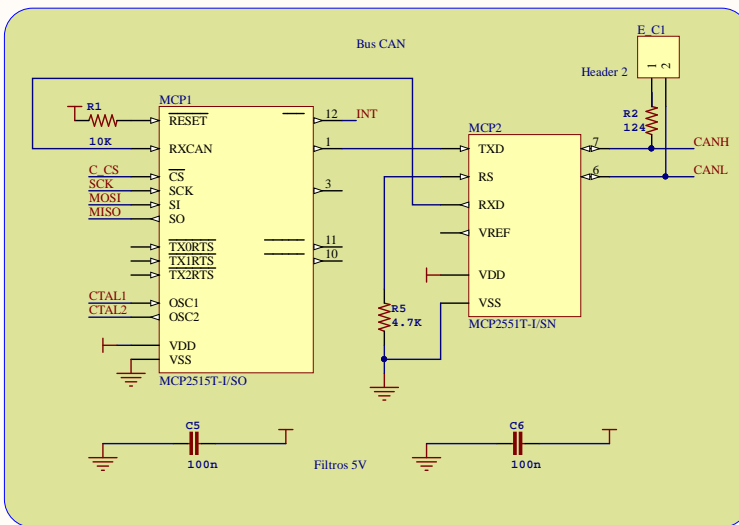 Bus CAN
E_C1
1 2
Header 2
R2
124
MCP1
R1
10K
RESET
RXCAN
CS
SCK
SI
SO
TX0RTS
TX1RTS
TX2RTS
OSC1
OSC2
VDD
VSS
12
1
3
11
10
INT
C_CS
SCK
MOSI
MISO
CTAL1
CTAL2
MCP2515T-I/SO
MCP2
TXD
RS
RXD
VREF
VDD
VSS
7
6
CANH
CANL
MCP2551T-I/SN
R5
4.7K
C5
100n
Filtros 5V
C6
100n